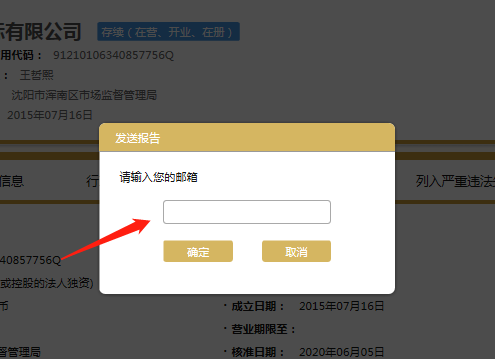 际有限公司 存续（在营、开业、在册）
用代码： 91210106340857756Q
： 王哲熙
沈阳市浑南区市场监督管理局
2015年07月16日
发送报告
请输入您的邮箱
确定 取消
信息 行 列入严重违法
40857756Q
或控股的法人独资)
币 · 成立日期： 2015年07月16日
· 营业期限至：
督管理局 · 核准日期： 2020年06月05日